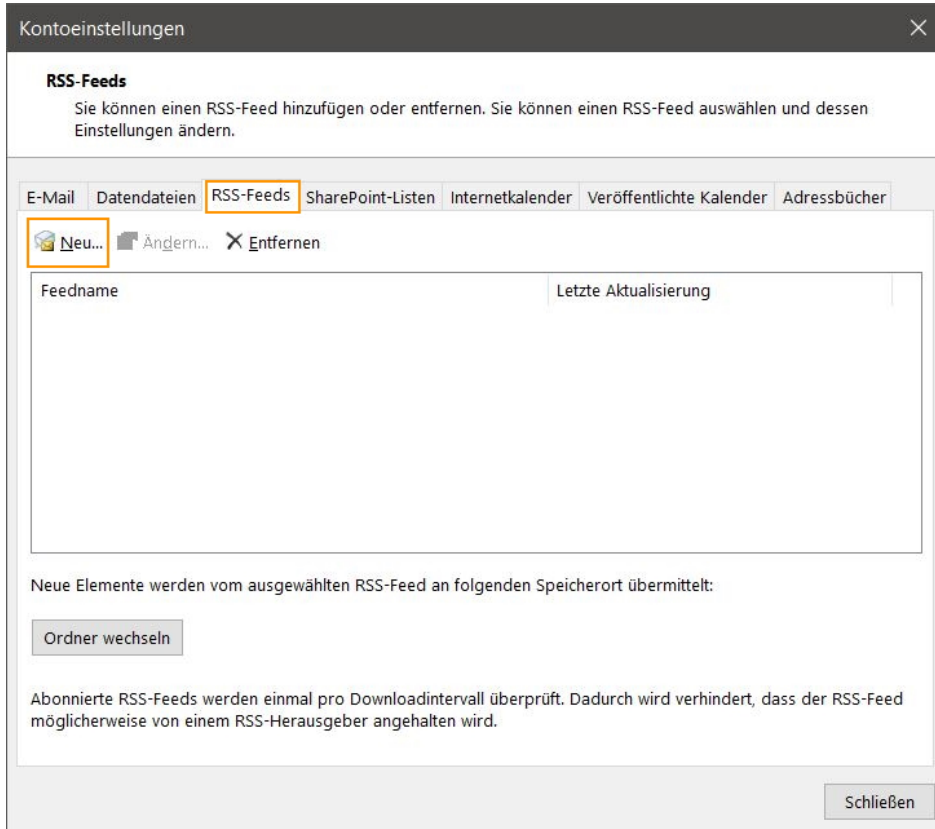 Kontoeinstellungen
RSS-Feeds
Sie können einen RSS-Feed hinzufügen oder entfernen. Sie können einen RSS-Feed auswählen und dessen
Einstellungen ändern.
E-Mail Datendateien RSS-Feeds SharePoint-Listen Internetkalender Veröffentlichte Kalender Adressbücher
Neu... Ändern... Entfernen
Feedname Letzte Aktualisierung
Neue Elemente werden vom ausgewählten RSS-Feed an folgenden Speicherort übermittelt:
Ordner wechseln
Abonnierte RSS-Feeds werden einmal pro Downloadintervall überprüft. Dadurch wird verhindert, dass der RSS-Feed
möglicherweise von einem RSS-Herausgeber angehalten wird.
Schließen